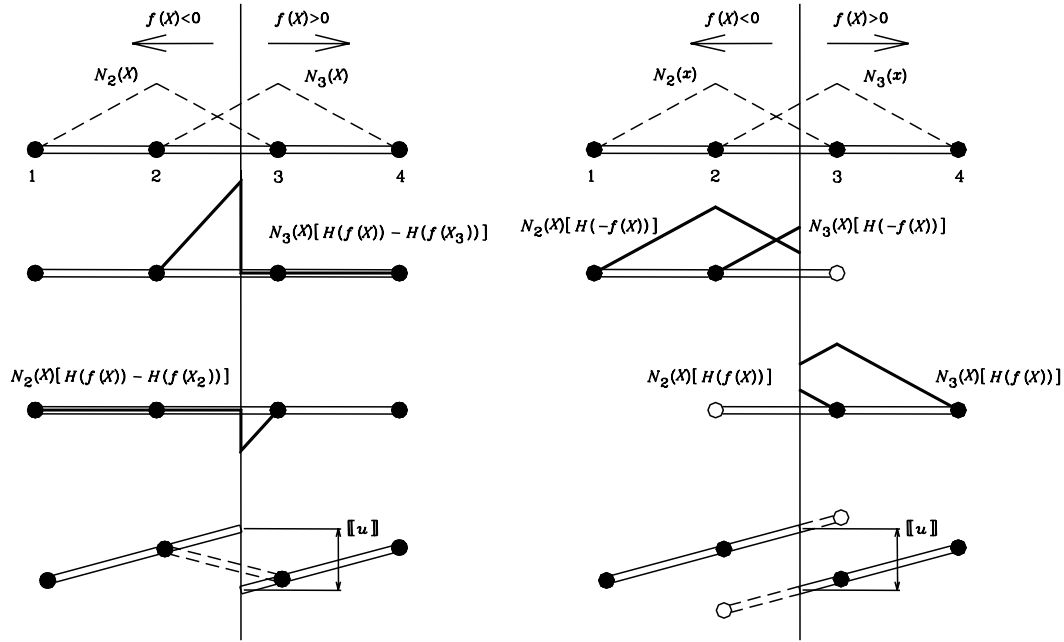 f(X)<0 f(X)>0
N₂(X) N₃(X)
1 2 3 4
N₃(X)[H(f(X)) − H(f(X₃))]
N₂(X)[H(f(X)) − H(f(X₂))]
⟦u⟧
f(X)<0 f(X)>0
N₂(x) N₃(x)
1 2 3 4
N₂(X)[H(−f(X))] N₃(X)[H(−f(X))]
N₂(X)[H(f(X))] N₃(X)[H(f(X))]
⟦u⟧